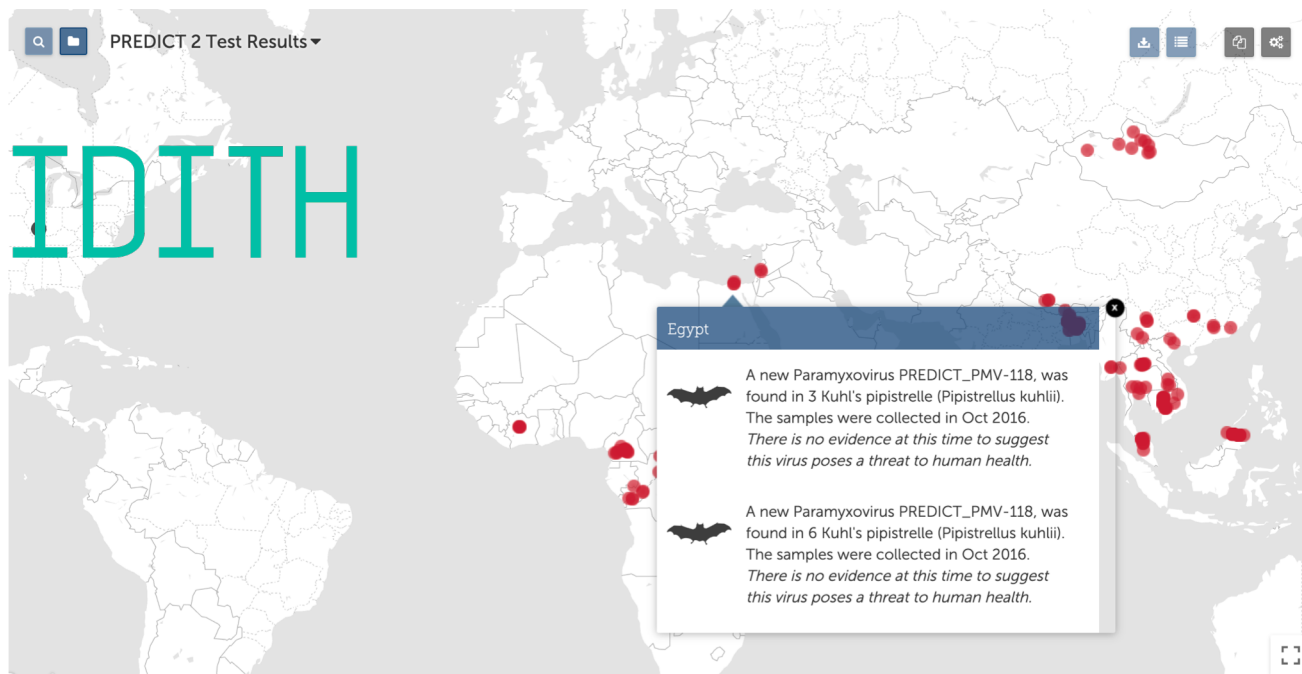 PREDICT 2 Test Results
IDITH
x
Egypt
A new Paramyxovirus PREDICT_PMV-118, was
found in 3 Kuhl's pipistrelle (Pipistrellus kuhlii).
The samples were collected in Oct 2016.
There is no evidence at this time to suggest
this virus poses a threat to human health.
A new Paramyxovirus PREDICT_PMV-118, was
found in 6 Kuhl's pipistrelle (Pipistrellus kuhlii).
The samples were collected in Oct 2016.
There is no evidence at this time to suggest
this virus poses a threat to human health.